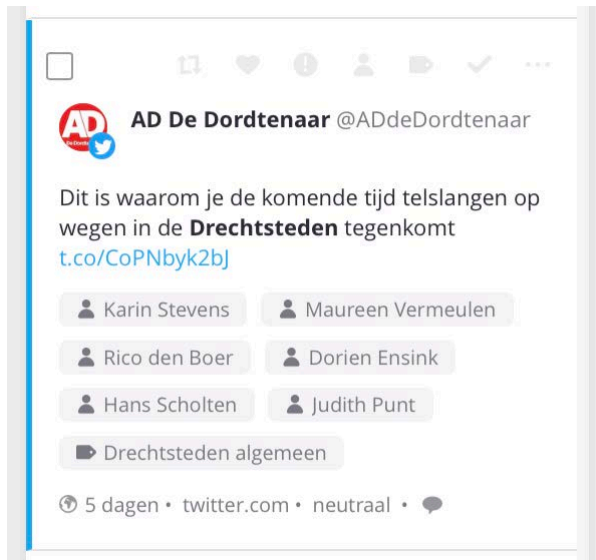 AD De Dordtenaar @ADdeDordtenaar
Dit is waarom je de komende tijd telslangen op
wegen in de Drechtsteden tegenkomt
t.co/CoPNbyk2bJ
Karin Stevens Maureen Vermeulen
Rico den Boer Dorien Ensink
Hans Scholten Judith Punt
Drechtsteden algemeen
5 dagen • twitter.com • neutraal •